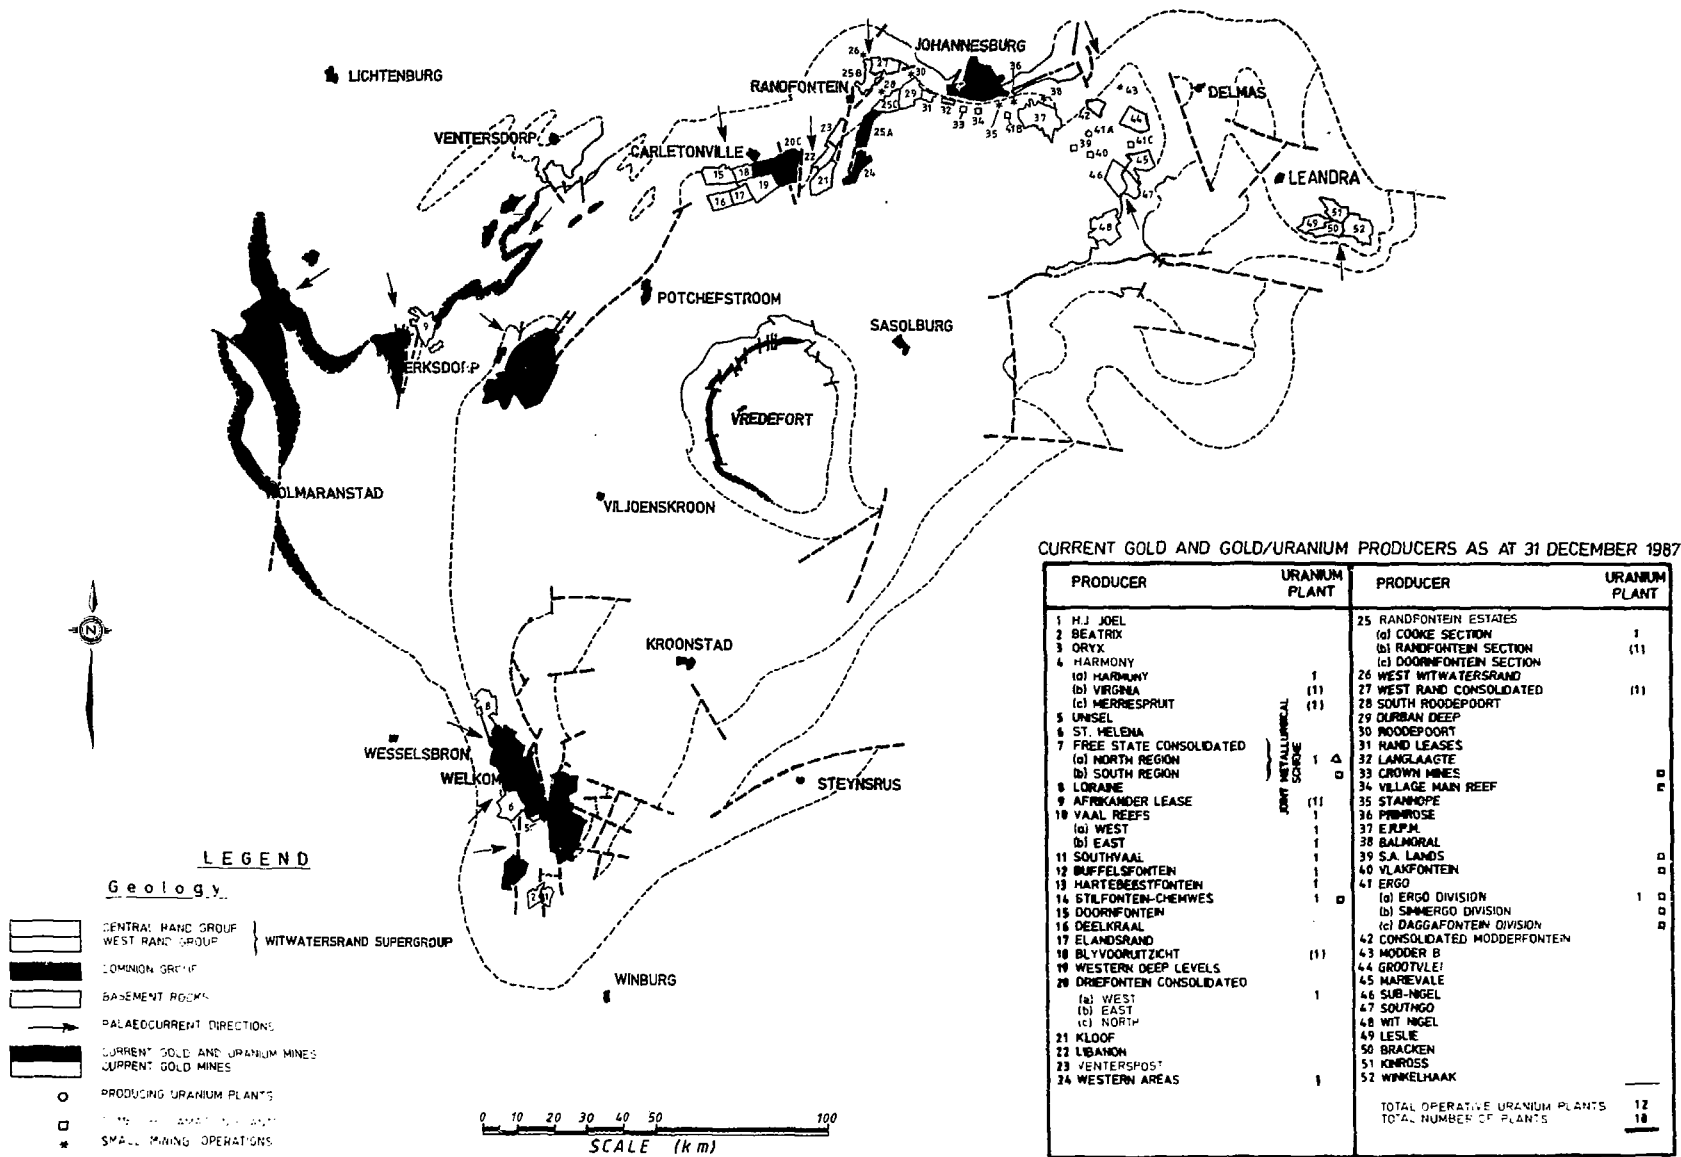 JOHANNESBURG
LICHTENBURG
RANDFONTEIN
DELMAS
VENTERSDORP
CARLETONVILLE
LEANDRA
POTCHEFSTROOM
SASOLBURG
VREDEFORT
VILJOENSKROON
KROONSTAD
WESSELSBRON
WELKOM
STEYNSRUS
WINBURG
N
LEGEND
Geology
CENTRAL RAND GROUP
WEST RAND GROUP
WITWATERSRAND SUPERGROUP
BASEMENT ROCKS
PALAEOCURRENT DIRECTIONS
CURRENT GOLD AND URANIUM MINES
CURRENT GOLD MINES
PRODUCING URANIUM PLANTS
SMALL MINING OPERATIONS
0 10 20 30 40 50 100
SCALE (km)
CURRENT GOLD AND GOLD/URANIUM PRODUCERS AS AT 31 DECEMBER 1987
PRODUCER URANIUM PLANT
1 H.J. JOEL
2 BEATRIX
3 ORYX
4 HARMONY
(a) HARMONY 1
(b) VIRGINIA (1)
(c) MERRIESPRUIT (1)
5 UNISEL
6 ST. HELENA
7 FREE STATE CONSOLIDATED
(a) NORTH REGION 1
(b) SOUTH REGION
JOINT METALLURGICAL SCHEME
8 LORAINE
9 AFRIKANDER LEASE (1)
10 VAAL REEFS 1
(a) WEST 1
(b) EAST 1
11 SOUTHVAAL 1
12 BUFFELSFONTEIN 1
13 HARTEBEESTFONTEIN 1
14 STILFONTEIN-CHEMWES 1
15 DOORNFONTEIN
16 DEELKRAAL
17 ELANDSRAND
18 BLYVOORUITZICHT (1)
19 WESTERN DEEP LEVELS
20 DRIEFONTEIN CONSOLIDATED
(a) WEST 1
(b) EAST
(c) NORTH
21 KLOOF
22 LIBANON
23 VENTERSPOST
24 WESTERN AREAS 1
PRODUCER URANIUM PLANT
25 RANDFONTEIN ESTATES
(a) COOKE SECTION 1
(b) RANDFONTEIN SECTION (1)
(c) DOORNFONTEIN SECTION
26 WEST WITWATERSRAND
27 WEST RAND CONSOLIDATED (1)
28 SOUTH ROODEPOORT
29 DURBAN DEEP
30 ROODEPOORT
31 RAND LEASES
32 LANGLAAGTE
33 CROWN MINES
34 VILLAGE MAIN REEF
35 STANHOPE
36 PRIMROSE
37 E.R.P.M.
38 BALMORAL
39 S.A. LANDS
40 VLAKFONTEIN
41 ERGO
(a) ERGO DIVISION 1
(b) SIMMERGO DIVISION
(c) DAGGAFONTEIN DIVISION
42 CONSOLIDATED MODDERFONTEIN
43 MODDER B
44 GROOTVLEI
45 MARIEVALE
46 SUB-NIGEL
47 SOUTHGO
48 WIT NIGEL
49 LESLIE
50 BRACKEN
51 KINROSS
52 WINKELHAAK
TOTAL OPERATIVE URANIUM PLANTS 12
TOTAL NUMBER OF PLANTS 18